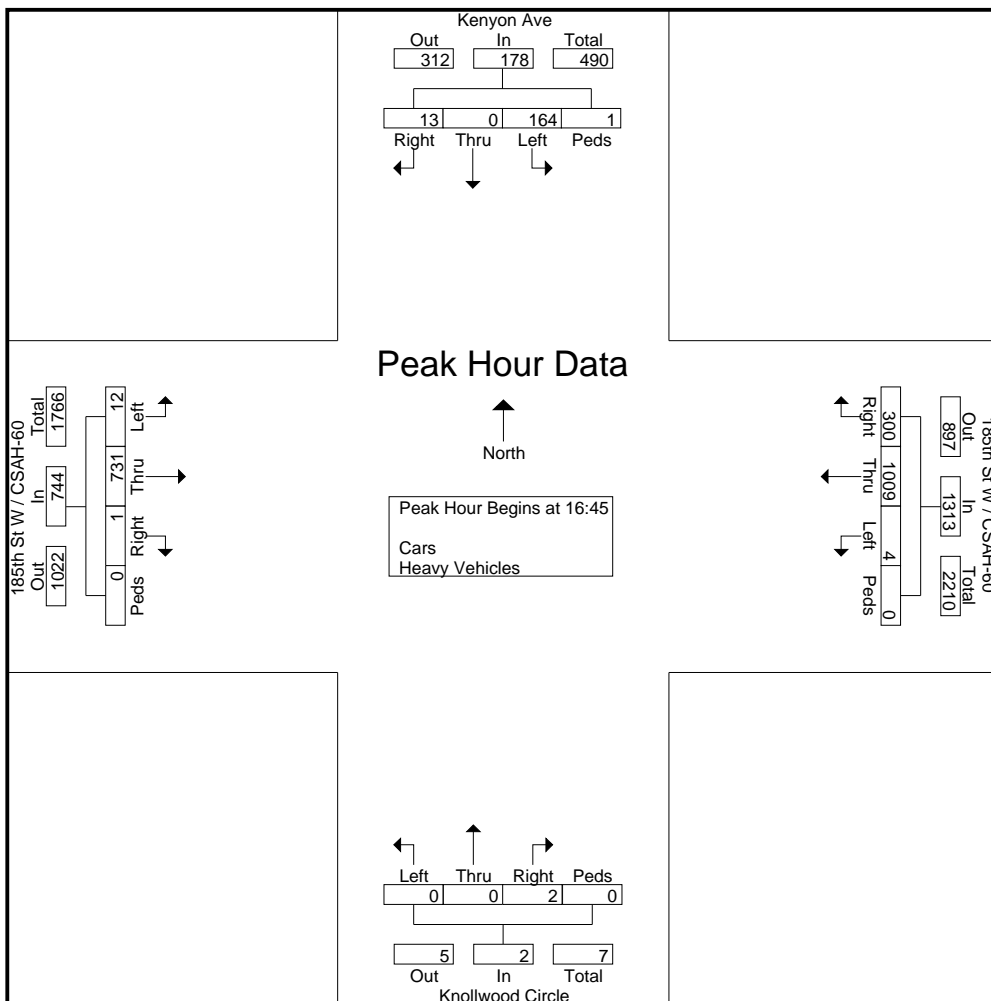 Kenyon Ave
Out In Total
312 178 490
13 0 164 1
Right Thru Left Peds
Peak Hour Data
North
Peak Hour Begins at 16:45
Cars
Heavy Vehicles
185th St W / CSAH-60
Total In Out
1766 744 1022
12 731 1 0
Left Thru Right Peds
185th St W / CSAH-60
Out In Total
897 1313 2210
300 1009 4 0
Right Thru Left Peds
Left Thru Right Peds
0 0 2 0
5 2 7
Out In Total
Knollwood Circle